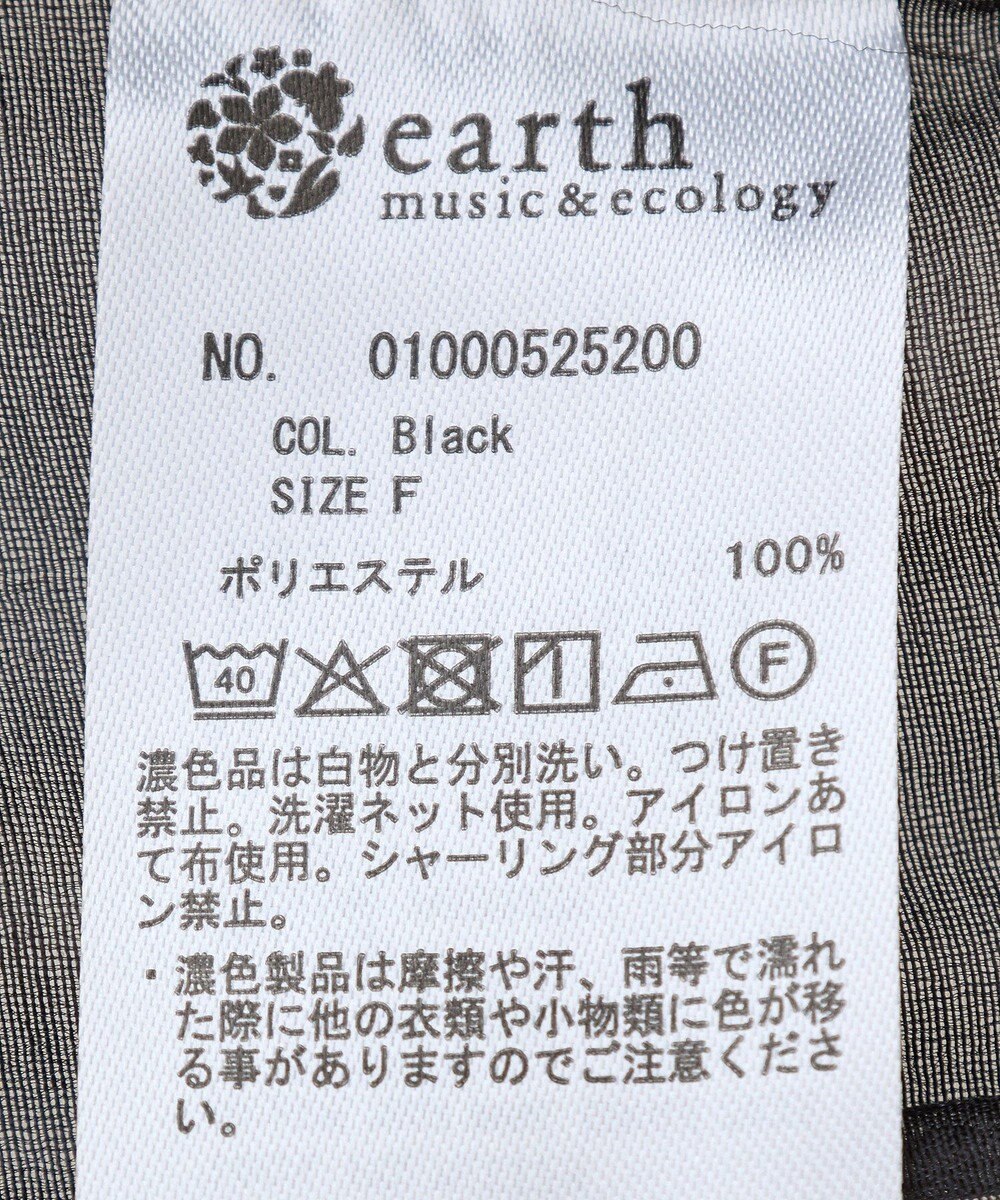 earth
music&ecology
NO. 01000525200
COL. Black
SIZE F
ポリエステル 100%
40 F
濃色品は白物と分別洗い。つけ置き
禁止。洗濯ネット使用。アイロンあ
て布使用。シャーリング部分アイロ
ン禁止。
・濃色製品は摩擦や汗、雨等で濡れ
た際に他の衣類や小物類に色が移
る事がありますのでご注意くださ
い。